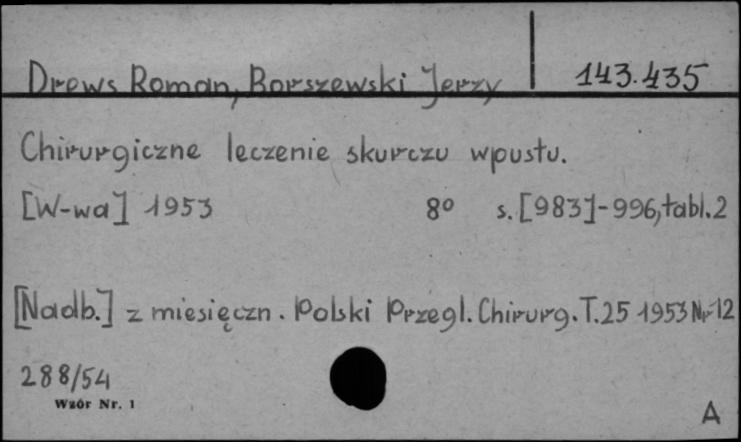 Drews Roman, Borszewski Jerzy 143.435
Chirurgiczne leczenie skurczu wpustu.
[W-wa] 1953 8° s.[983]-996,tabl.2
[Nadb.] z miesięczn. Polski Przegl. Chirurg. T.25 1953 Nr 12
288/54
Wzór Nr. 1
A